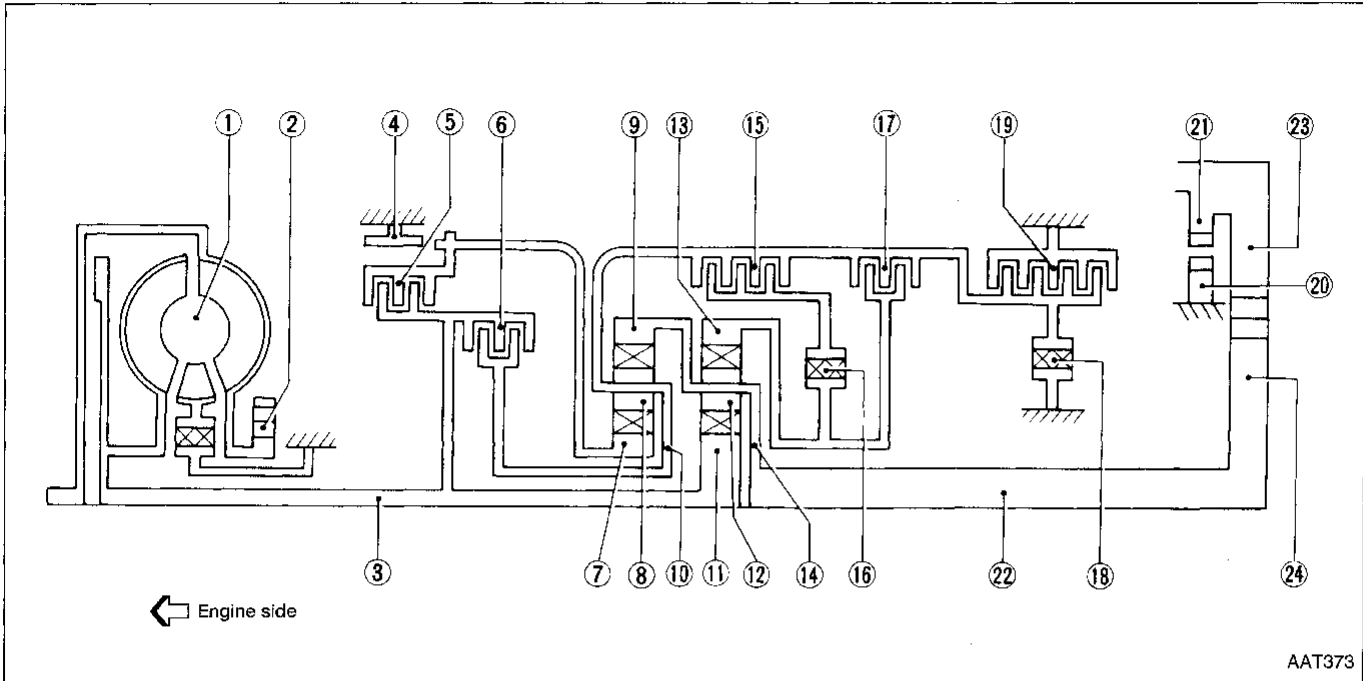 ① ② ④ ⑤ ⑥ ⑨ ⑬ ⑮ ⑰ ⑲ ㉑ ㉓
⑳
③ ⑦ ⑧ ⑩ ⑪ ⑫ ⑭ ⑯ ㉒ ⑱ ㉔
Engine side
AAT373